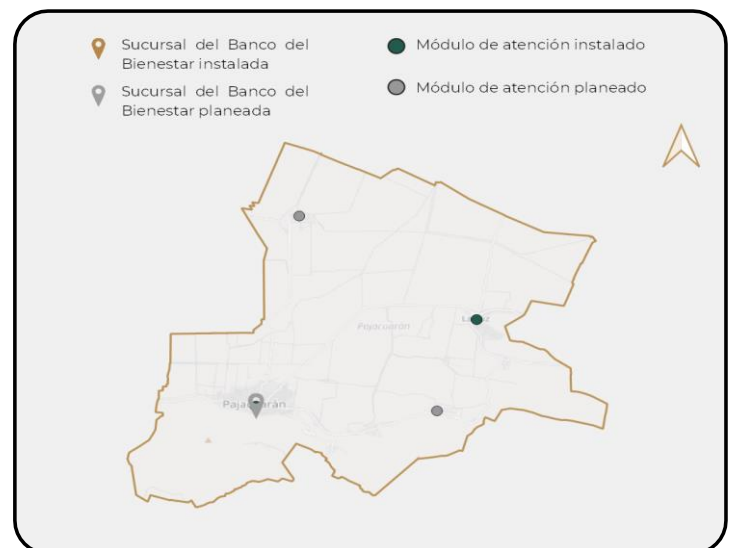 Sucursal del Banco del
Bienestar instalada
Sucursal del Banco del
Bienestar planeada
Módulo de atención instalado
Módulo de atención planeado
Pajacuarán